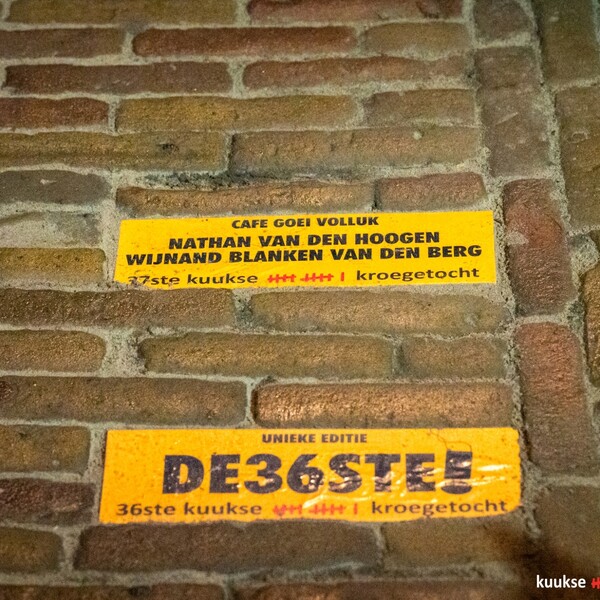 CAFE GOEI VOLLUK
NATHAN VAN DEN HOOGEN
WIJNAND BLANKEN VAN DEN BERG
37ste kuukse kroegetocht
UNIEKE EDITIE
DE36STE!
36ste kuukse kroegetocht
kuukse